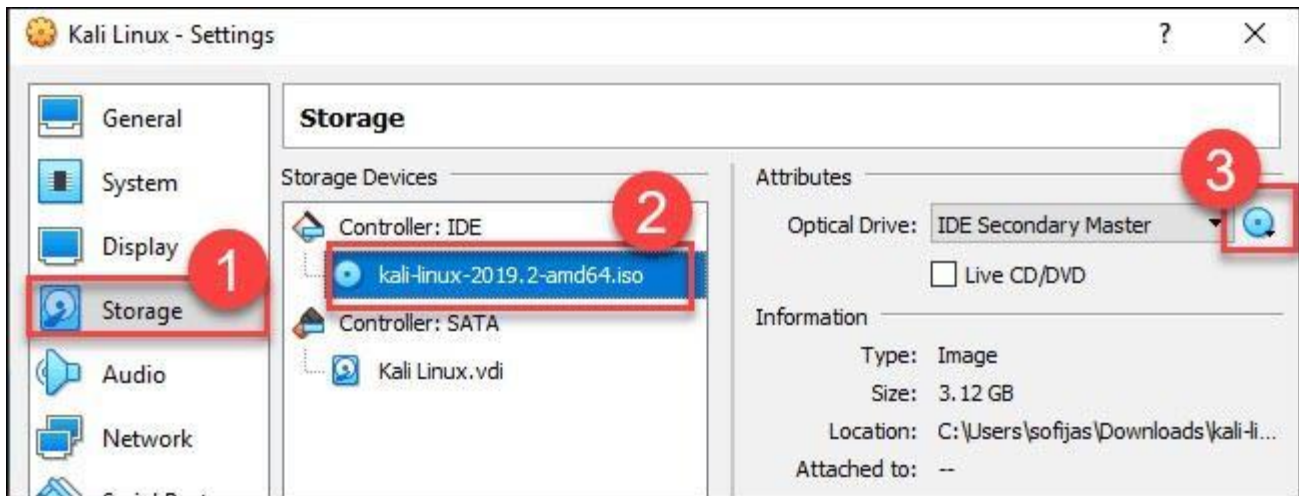 Kali Linux - Settings
?
General
System
Display
1
Storage
Audio
Network
Storage
Storage Devices
2
Controller: IDE
kali-linux-2019.2-amd64.iso
Controller: SATA
Kali Linux.vdi
Attributes
3
Optical Drive: IDE Secondary Master
Live CD/DVD
Information
Type: Image
Size: 3.12 GB
Location: C:\Users\sofijas\Downloads\kali-li...
Attached to: --